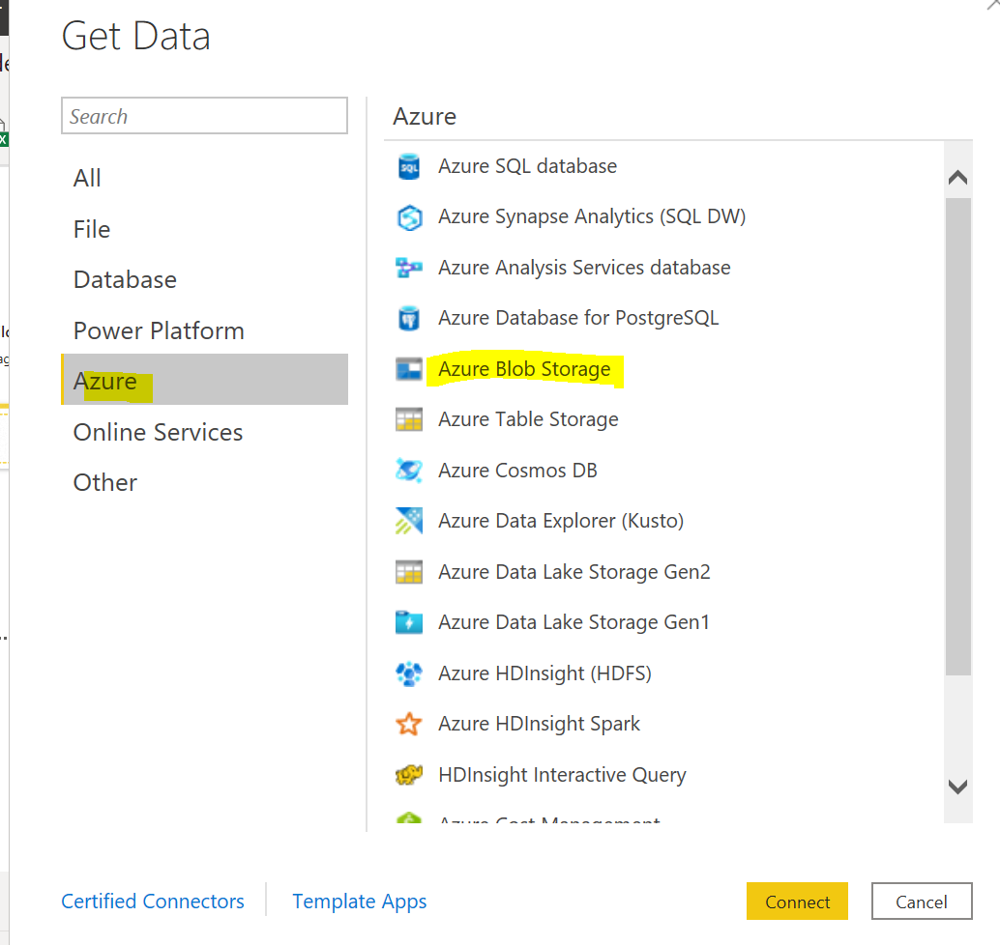 Get Data
Search
All
File
Database
Power Platform
Azure
Online Services
Other
Azure
SQL
Azure SQL database
Azure Synapse Analytics (SQL DW)
Azure Analysis Services database
Azure Database for PostgreSQL
Azure Blob Storage
Azure Table Storage
Azure Cosmos DB
Azure Data Explorer (Kusto)
Azure Data Lake Storage Gen2
Azure Data Lake Storage Gen1
Azure HDInsight (HDFS)
Azure HDInsight Spark
HDInsight Interactive Query
Azure Cost Management
Certified Connectors
Template Apps
Connect
Cancel